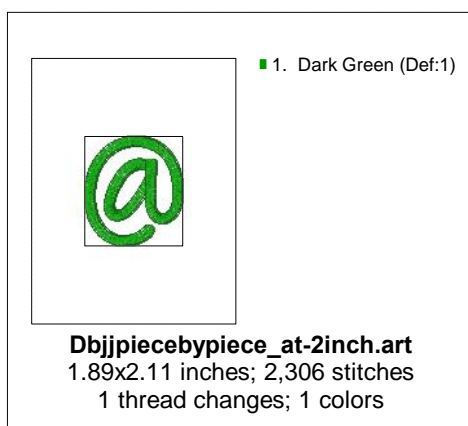 1. Dark Green (Def:1)
@
Dbjjpiecebypiece_at-2inch.art
1.89x2.11 inches; 2,306 stitches
1 thread changes; 1 colors